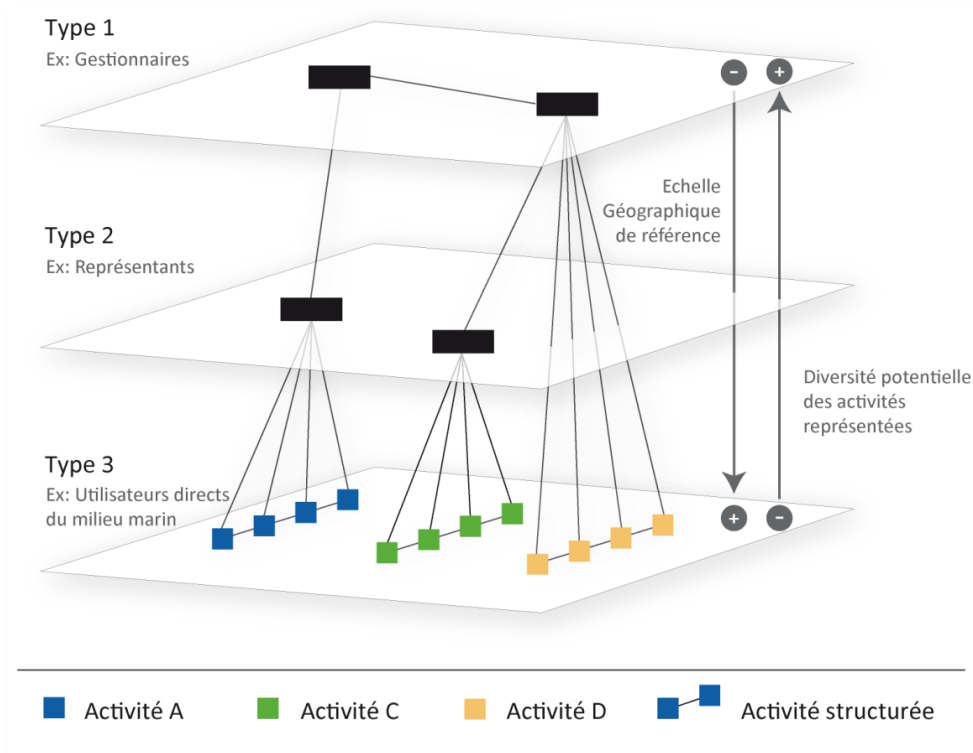 Type 1
Ex: Gestionnaires
− +
Echelle
Géographique
de référence
Type 2
Ex: Représentants
Diversité potentielle
des activités
représentées
Type 3
Ex: Utilisateurs directs
du milieu marin
+ −
Activité A
Activité C
Activité D
Activité structurée